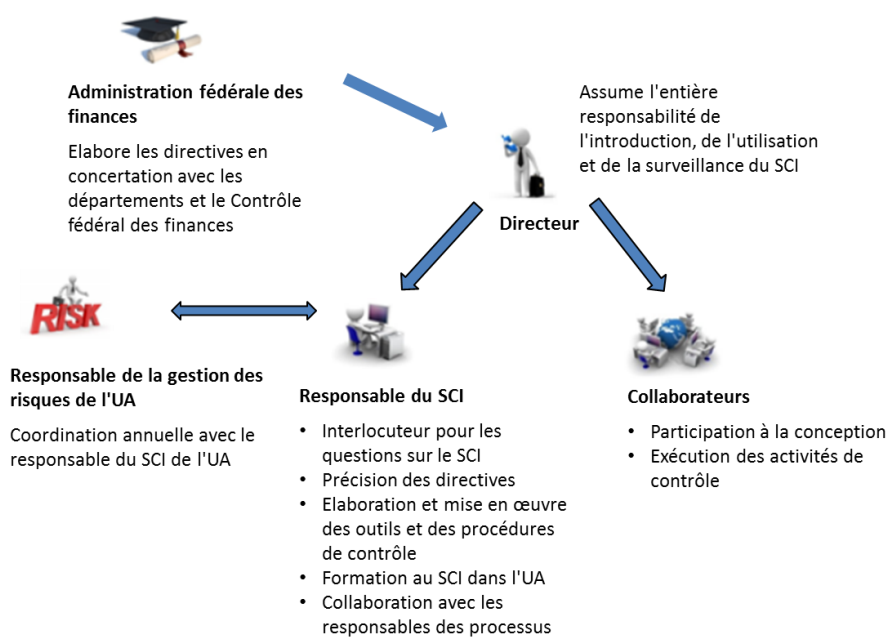 Administration fédérale des
finances
Elabore les directives en
concertation avec les
départements et le Contrôle
fédéral des finances
Assume l'entière
responsabilité de
l'introduction, de l'utilisation
et de la surveillance du SCI
Directeur
RISK
Responsable de la gestion des
risques de l'UA
Coordination annuelle avec le
responsable du SCI de l'UA
Responsable du SCI
• Interlocuteur pour les
questions sur le SCI
• Précision des directives
• Elaboration et mise en œuvre
des outils et des procédures
de contrôle
• Formation au SCI dans l'UA
• Collaboration avec les
responsables des processus
Collaborateurs
• Participation à la conception
• Exécution des activités de
contrôle